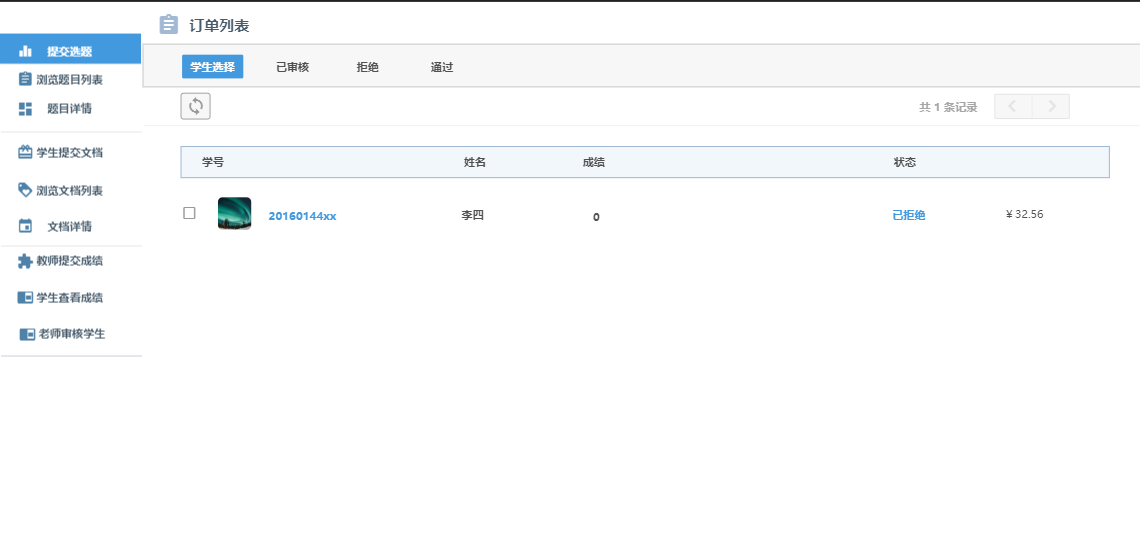 订单列表
提交选题
浏览题目列表
题目详情
学生提交文档
浏览文档列表
文档详情
教师提交成绩
学生查看成绩
老师审核学生
学生选择 已审核 拒绝 通过
共 1 条记录
学号 姓名 成绩 状态
20160144xx 李四 0 已拒绝 ¥ 32.56